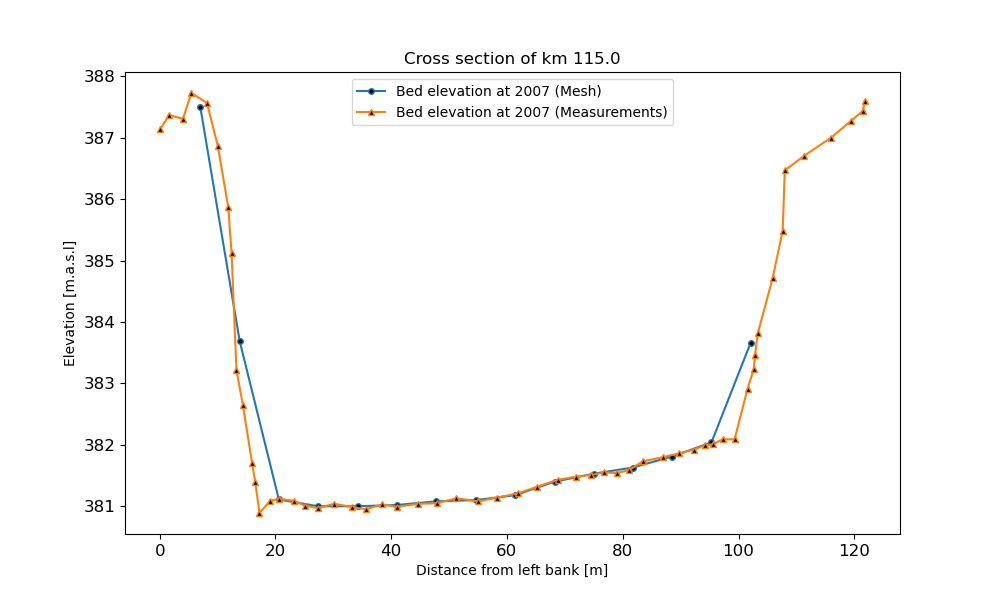 Cross section of km 115.0
Bed elevation at 2007 (Mesh)
Bed elevation at 2007 (Measurements)
Elevation [m.a.s.l]
388
387
386
385
384
383
382
381
0 20 40 60 80 100 120
Distance from left bank [m]